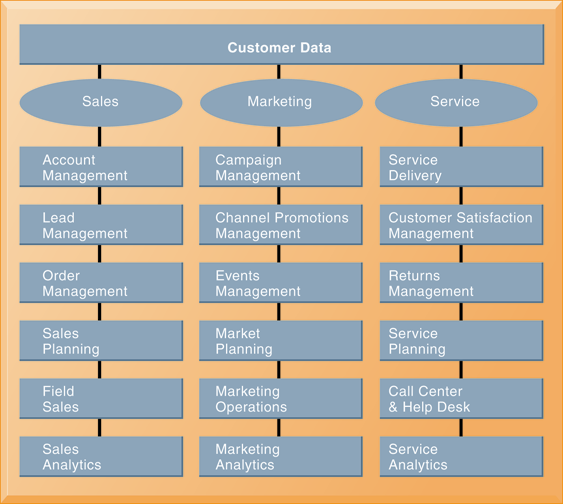 Customer Data
Sales
Marketing
Service
Account
Management
Campaign
Management
Service
Delivery
Lead
Management
Channel Promotions
Management
Customer Satisfaction
Management
Order
Management
Events
Management
Returns
Management
Sales
Planning
Market
Planning
Service
Planning
Field
Sales
Marketing
Operations
Call Center
& Help Desk
Sales
Analytics
Marketing
Analytics
Service
Analytics